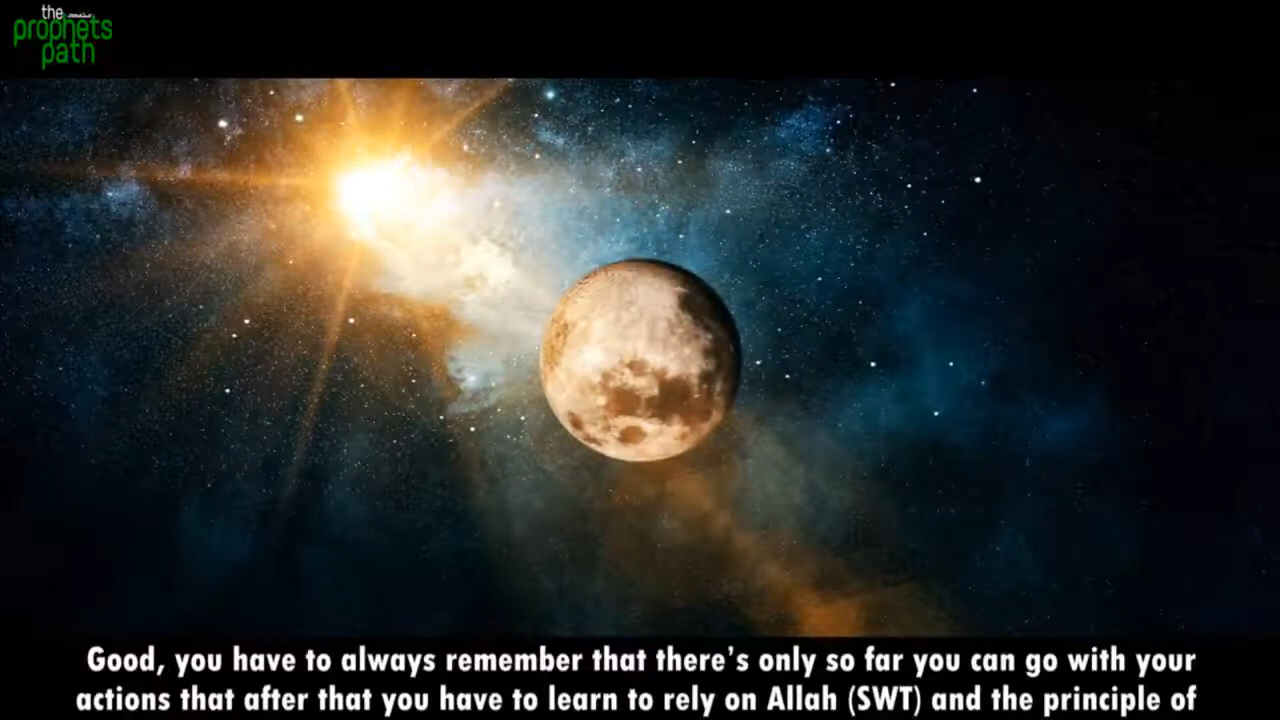 the
prophets
path
Good, you have to always remember that there's only so far you can go with your
actions that after that you have to learn to rely on Allah (SWT) and the principle of